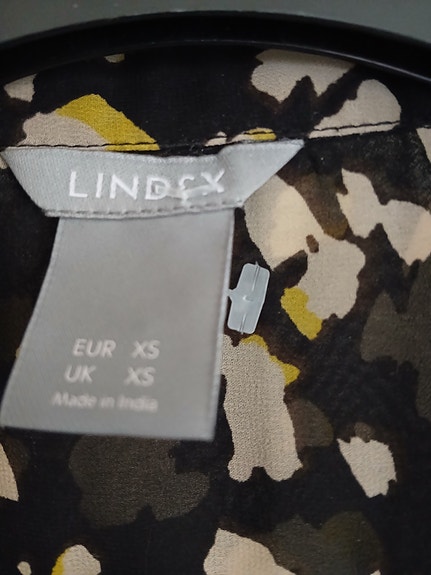 LINDEX
EUR XS
UK XS
Made in India